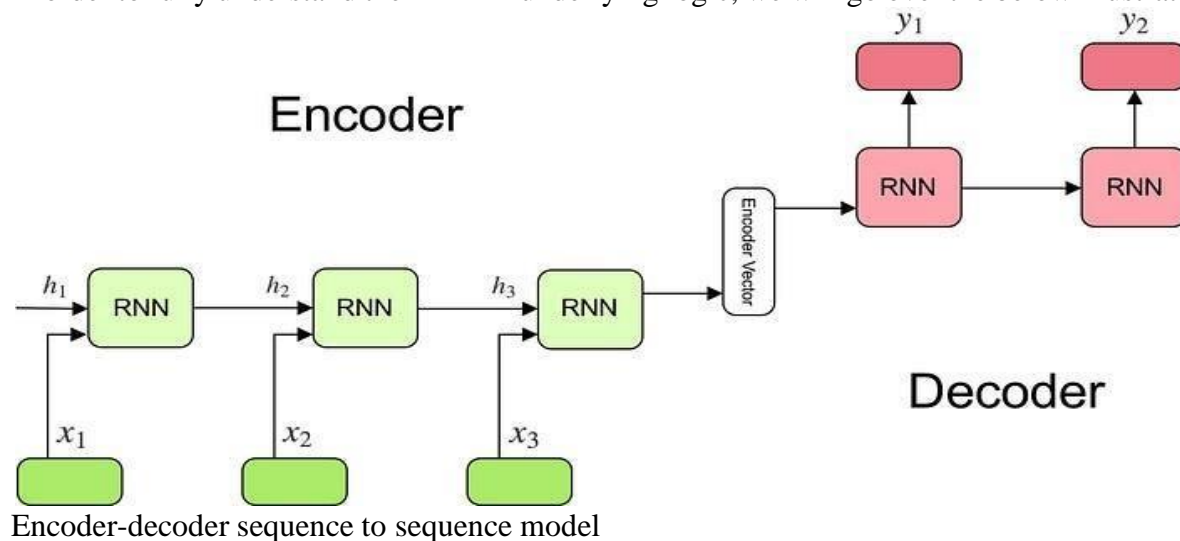 y1 y2
Encoder
RNN RNN
Encoder Vector
h1 RNN h2 RNN h3 RNN
Decoder
x1 x2 x3
Encoder-decoder sequence to sequence model